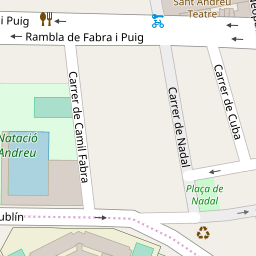 Sant Andreu
Teatre
i Puig
Rambla de Fabra i Puig
Carrer de Camil Fabra
Carrer de Nadal
Carrer de Cuba
Natació
Andreu
Plaça de
Nadal
ublín